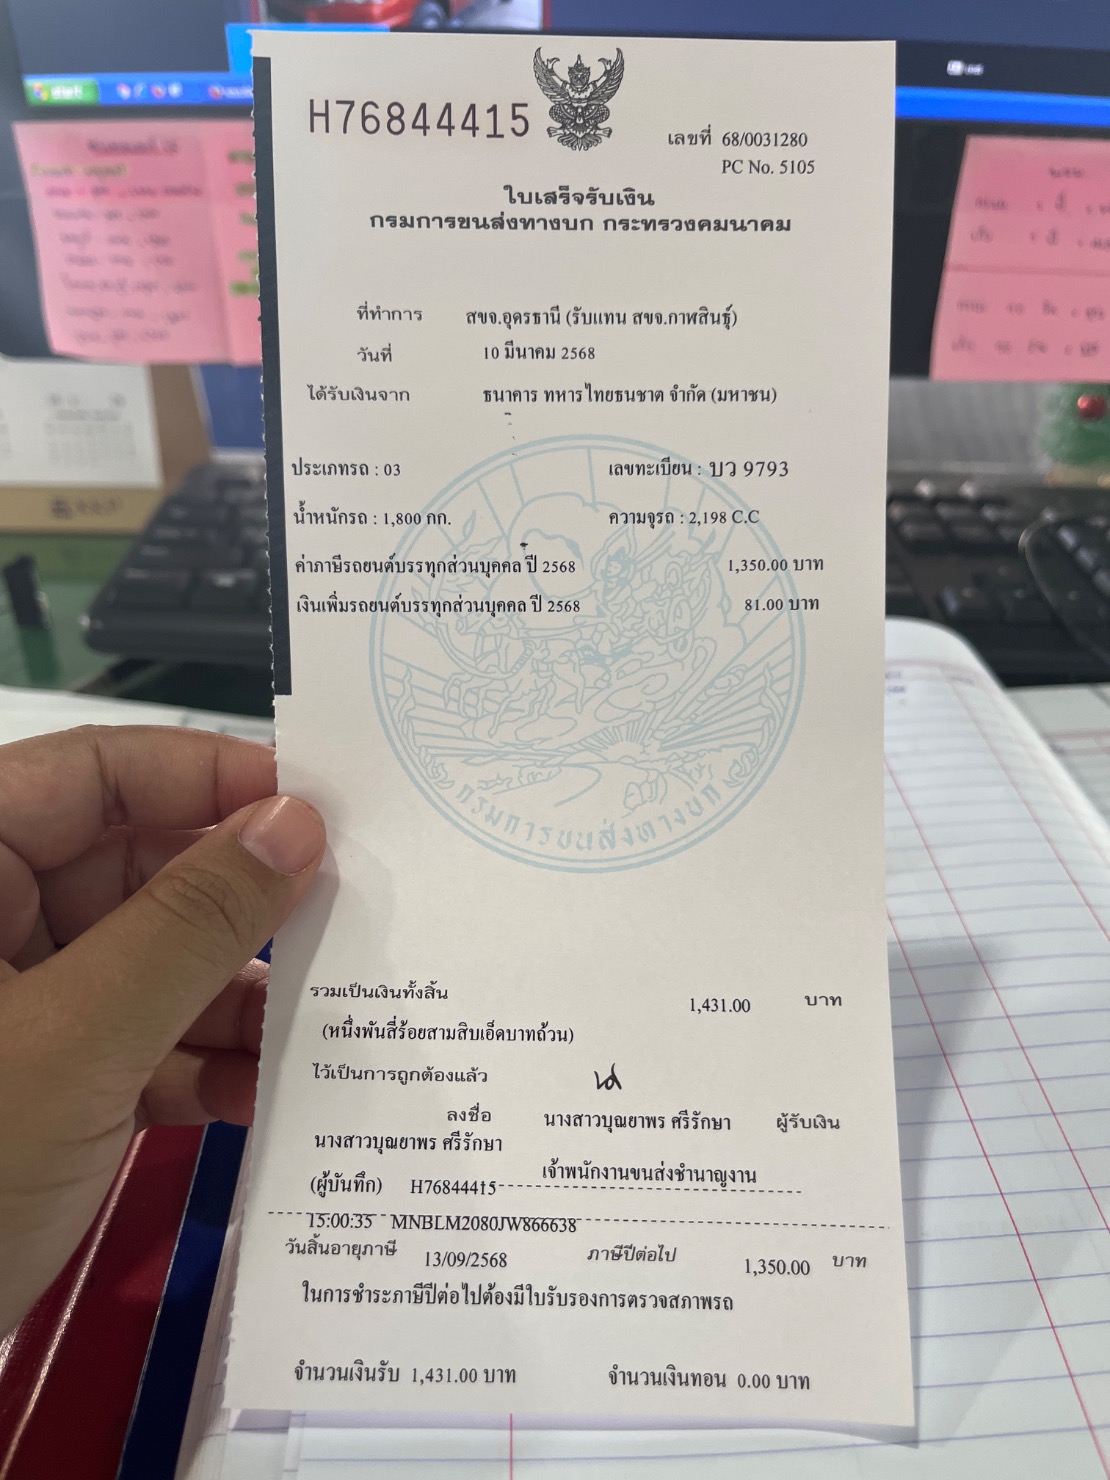 H76844415
เลขที่ 68/0031280
PC No. 5105
ใบเสร็จรับเงิน
กรมการขนส่งทางบก กระทรวงคมนาคม
ที่ทำการ สขจ.อุดรธานี (รับแทน สขจ.กาฬสินธุ์)
วันที่ 10 มีนาคม 2568
ได้รับเงินจาก ธนาคาร ทหารไทยธนชาต จำกัด (มหาชน)
ประเภทรถ : 03 เลขทะเบียน : บว 9793
น้ำหนักรถ : 1,800 กก. ความจุรถ : 2,198 C.C
ค่าภาษีรถยนต์บรรทุกส่วนบุคคล ปี 2568 1,350.00 บาท
เงินเพิ่มรถยนต์บรรทุกส่วนบุคคล ปี 2568 81.00 บาท
กรมการขนส่งทางบก
รวมเป็นเงินทั้งสิ้น 1,431.00 บาท
(หนึ่งพันสี่ร้อยสามสิบเอ็ดบาทถ้วน)
ไว้เป็นการถูกต้องแล้ว
ลงชื่อ นางสาวบุณยาพร ศรีรักษา ผู้รับเงิน
นางสาวบุณยาพร ศรีรักษา
เจ้าพนักงานขนส่งชำนาญงาน
(ผู้บันทึก) H76844415
15:00:35 MNBLM2080JW866638
วันสิ้นอายุภาษี 13/09/2568 ภาษีปีต่อไป 1,350.00 บาท
ในการชำระภาษีปีต่อไปต้องมีใบรับรองการตรวจสภาพรถ
จำนวนเงินรับ 1,431.00 บาท จำนวนเงินทอน 0.00 บาท
start